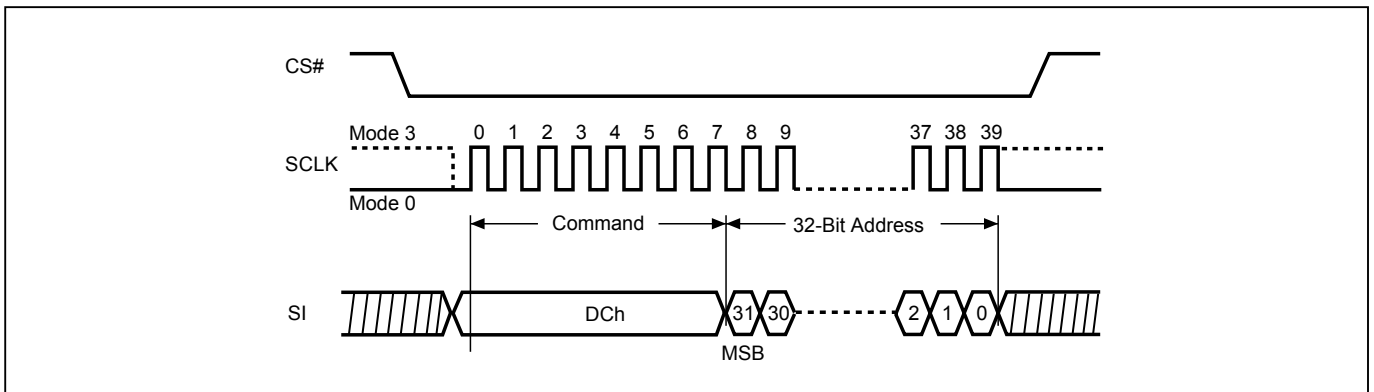 CS#
Mode 3 0 1 2 3 4 5 6 7 8 9 37 38 39
SCLK
Mode 0
Command 32-Bit Address
SI DCh 31 30 2 1 0
MSB